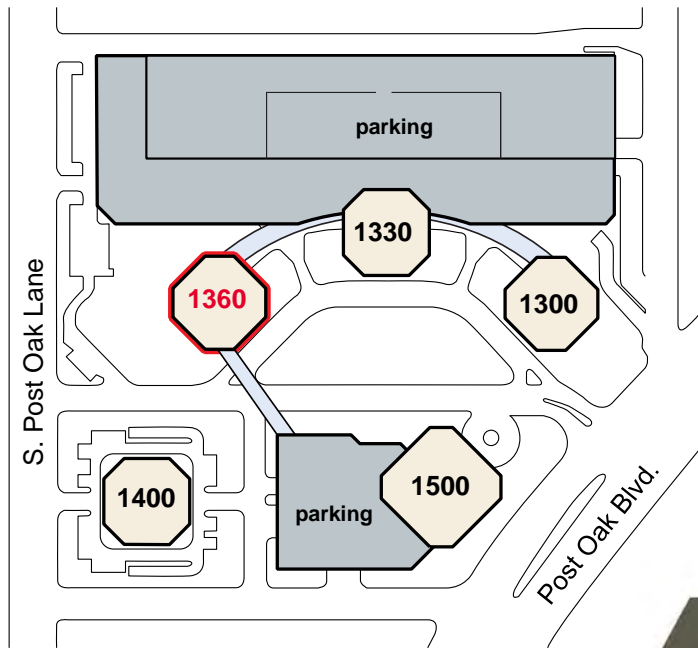 parking
1330
1360
1300
S. Post Oak Lane
1500
1400
parking
Post Oak Blvd.